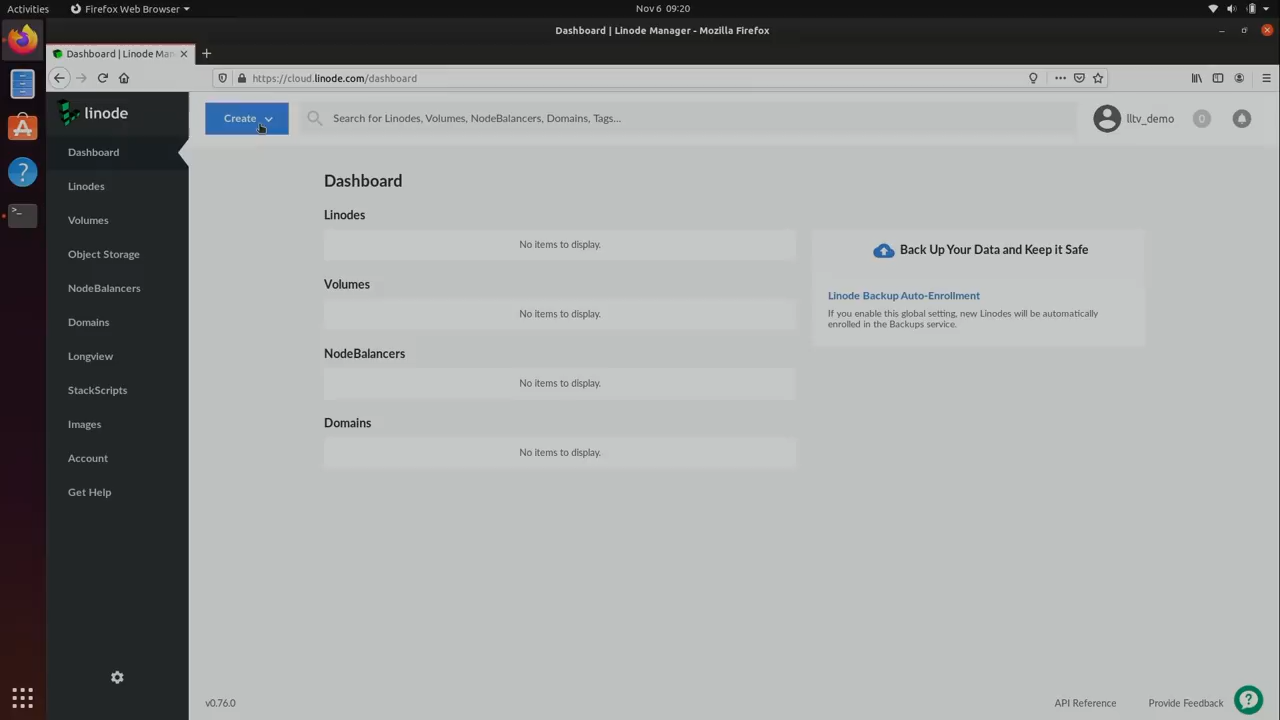 Activities
Firefox Web Browser
Nov 6 09:20
Dashboard | Linode Manager - Mozilla Firefox
Dashboard | Linode Man
https://cloud.linode.com/dashboard
linode
Create
Search for Linodes, Volumes, NodeBalancers, Domains, Tags...
lltv_demo
0
Dashboard
Linodes
Volumes
Object Storage
NodeBalancers
Domains
Longview
StackScripts
Images
Account
Get Help
Dashboard
Linodes
No items to display.
Volumes
No items to display.
NodeBalancers
No items to display.
Domains
No items to display.
Back Up Your Data and Keep it Safe
Linode Backup Auto-Enrollment
If you enable this global setting, new Linodes will be automatically
enrolled in the Backups service.
v0.76.0
API Reference
Provide Feedback